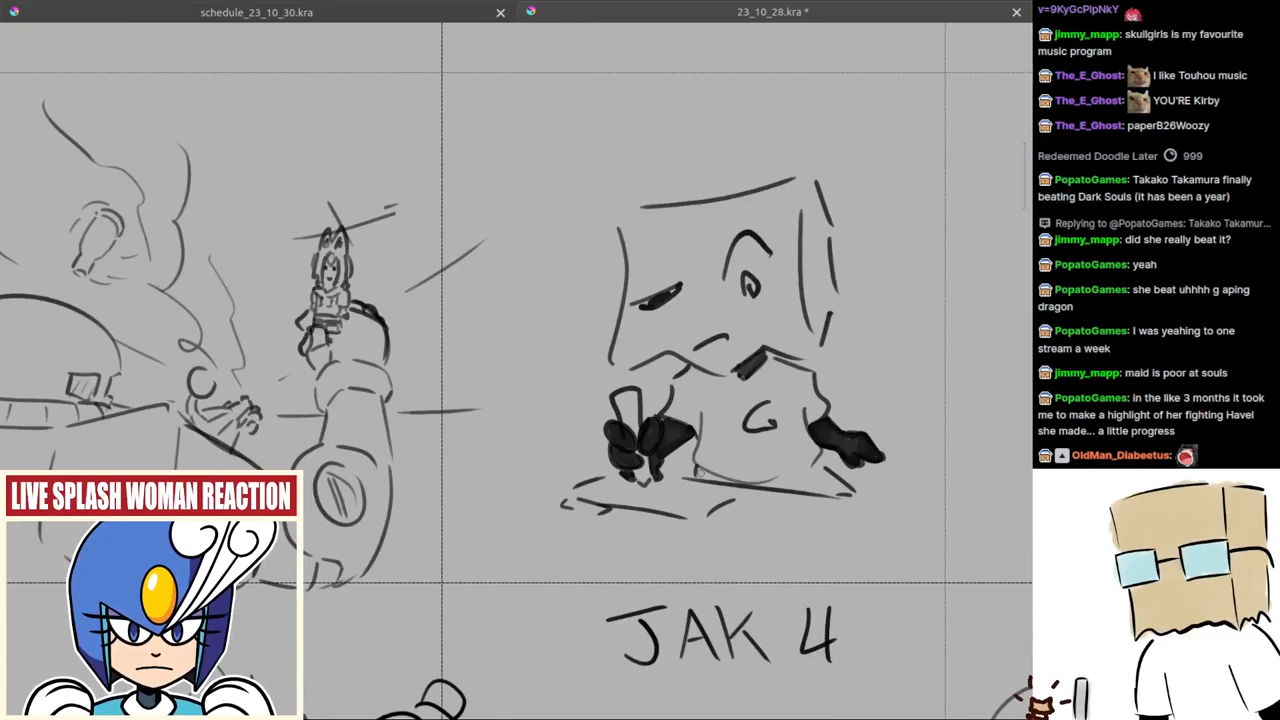 schedule_23_10_30.kra
23_10_28.kra *
JAK 4
LIVE SPLASH WOMAN REACTION
v=9KyGcPlpNkY
jimmy_mapp: skullgirls is my favourite
music program
The_E_Ghost: I like Touhou music
The_E_Ghost: YOU'RE Kirby
The_E_Ghost: paperB26Woozy
Redeemed Doodle Later 999
PopatoGames: Takako Takamura finally
beating Dark Souls (it has been a year)
Replying to @PopatoGames: Takako Takamur...
jimmy_mapp: did she really beat it?
PopatoGames: yeah
PopatoGames: she beat uhhhh g aping
dragon
PopatoGames: I was yeahing to one
stream a week
jimmy_mapp: maid is poor at souls
PopatoGames: in the like 3 months it took
me to make a highlight of her fighting Havel
she made... a little progress
OldMan_Diabeetus: